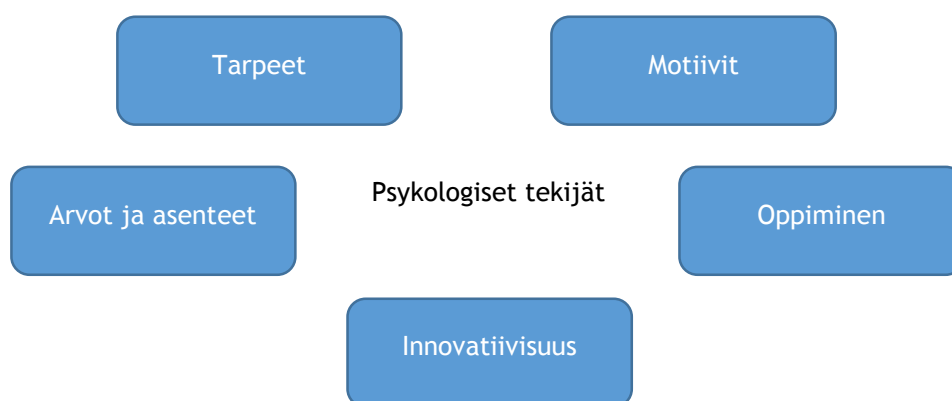 Tarpeet
Motiivit
Arvot ja asenteet
Psykologiset tekijät
Oppiminen
Innovatiivisuus